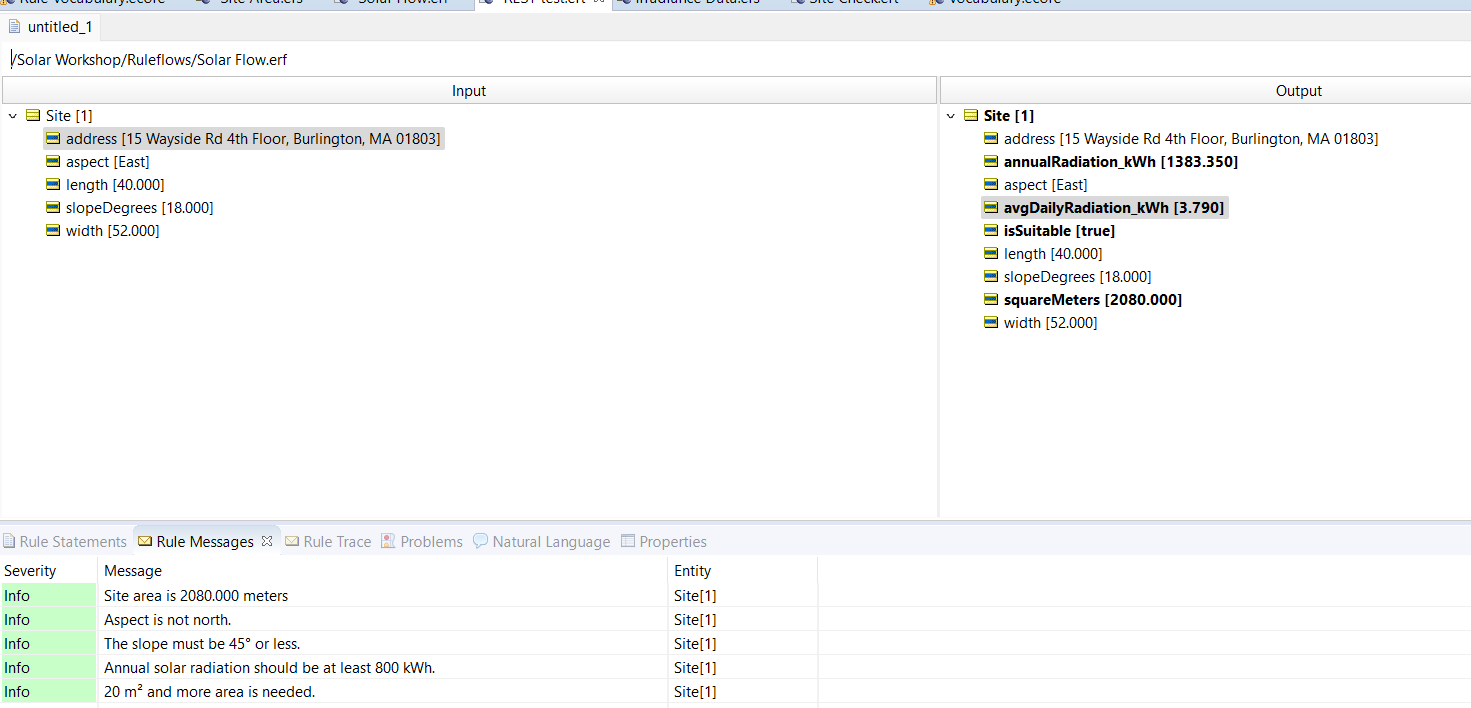 Rule Vocabulary.ecore Site Area.ers Solar Flow.erf REST test.ert Irradiance Data.ers Site Check.ers Vocabulary.ecore
untitled_1
/Solar Workshop/Ruleflows/Solar Flow.erf
Input Output
Site [1]
address [15 Wayside Rd 4th Floor, Burlington, MA 01803]
aspect [East]
length [40.000]
slopeDegrees [18.000]
width [52.000]
Site [1]
address [15 Wayside Rd 4th Floor, Burlington, MA 01803]
annualRadiation_kWh [1383.350]
aspect [East]
avgDailyRadiation_kWh [3.790]
isSuitable [true]
length [40.000]
slopeDegrees [18.000]
squareMeters [2080.000]
width [52.000]
Rule Statements Rule Messages Rule Trace Problems Natural Language Properties
Severity Message Entity
Info Site area is 2080.000 meters Site[1]
Info Aspect is not north. Site[1]
Info The slope must be 45° or less. Site[1]
Info Annual solar radiation should be at least 800 kWh. Site[1]
Info 20 m² and more area is needed. Site[1]